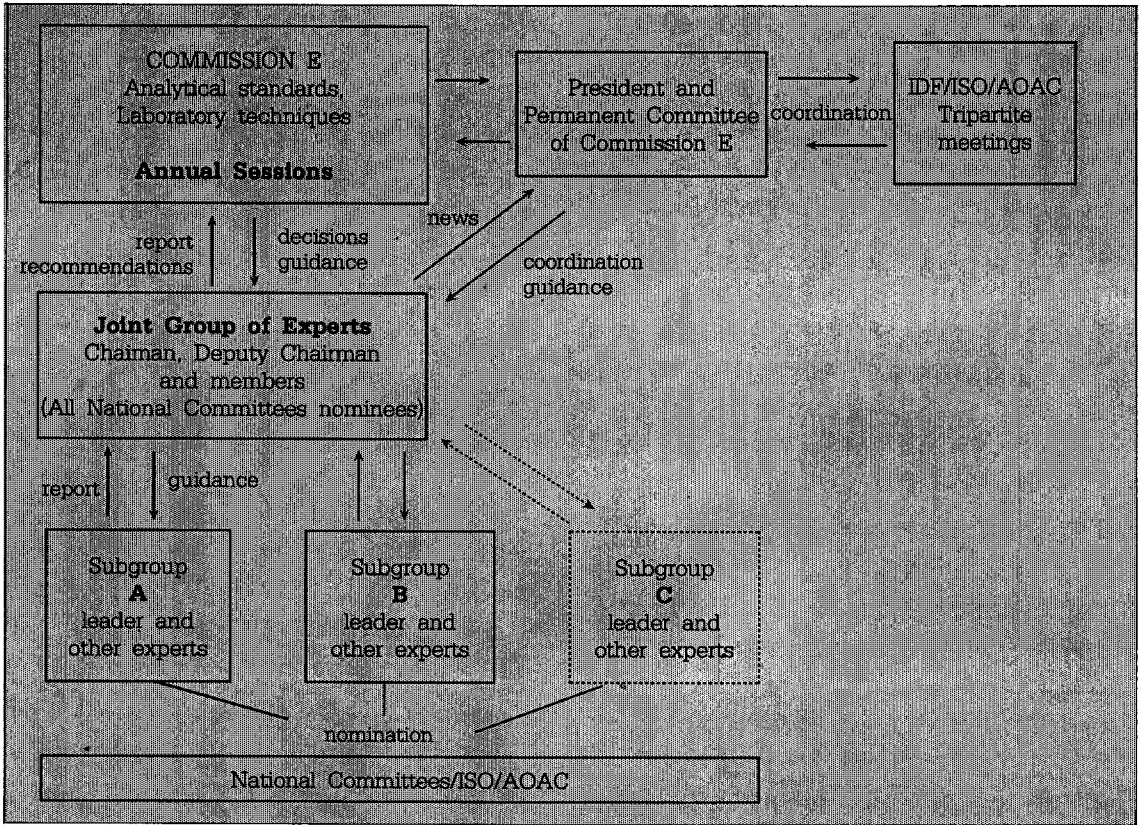 COMMISSION E
Analytical standards,
Laboratory techniques
Annual Sessions
President and
Permanent Committee
of Commission E
coordination
IDF/ISO/AOAC
Tripartite
meetings
report
recommendations
decisions
guidance
news
coordination
guidance
Joint Group of Experts
Chaiman, Deputy Chairman
and members
(All National Committees nominees)
report
guidance
Subgroup
A
leader and
other experts
Subgroup
B
leader and
other experts
Subgroup
C
leader and
other experts
nomination
National Committees/ISO/AOAC